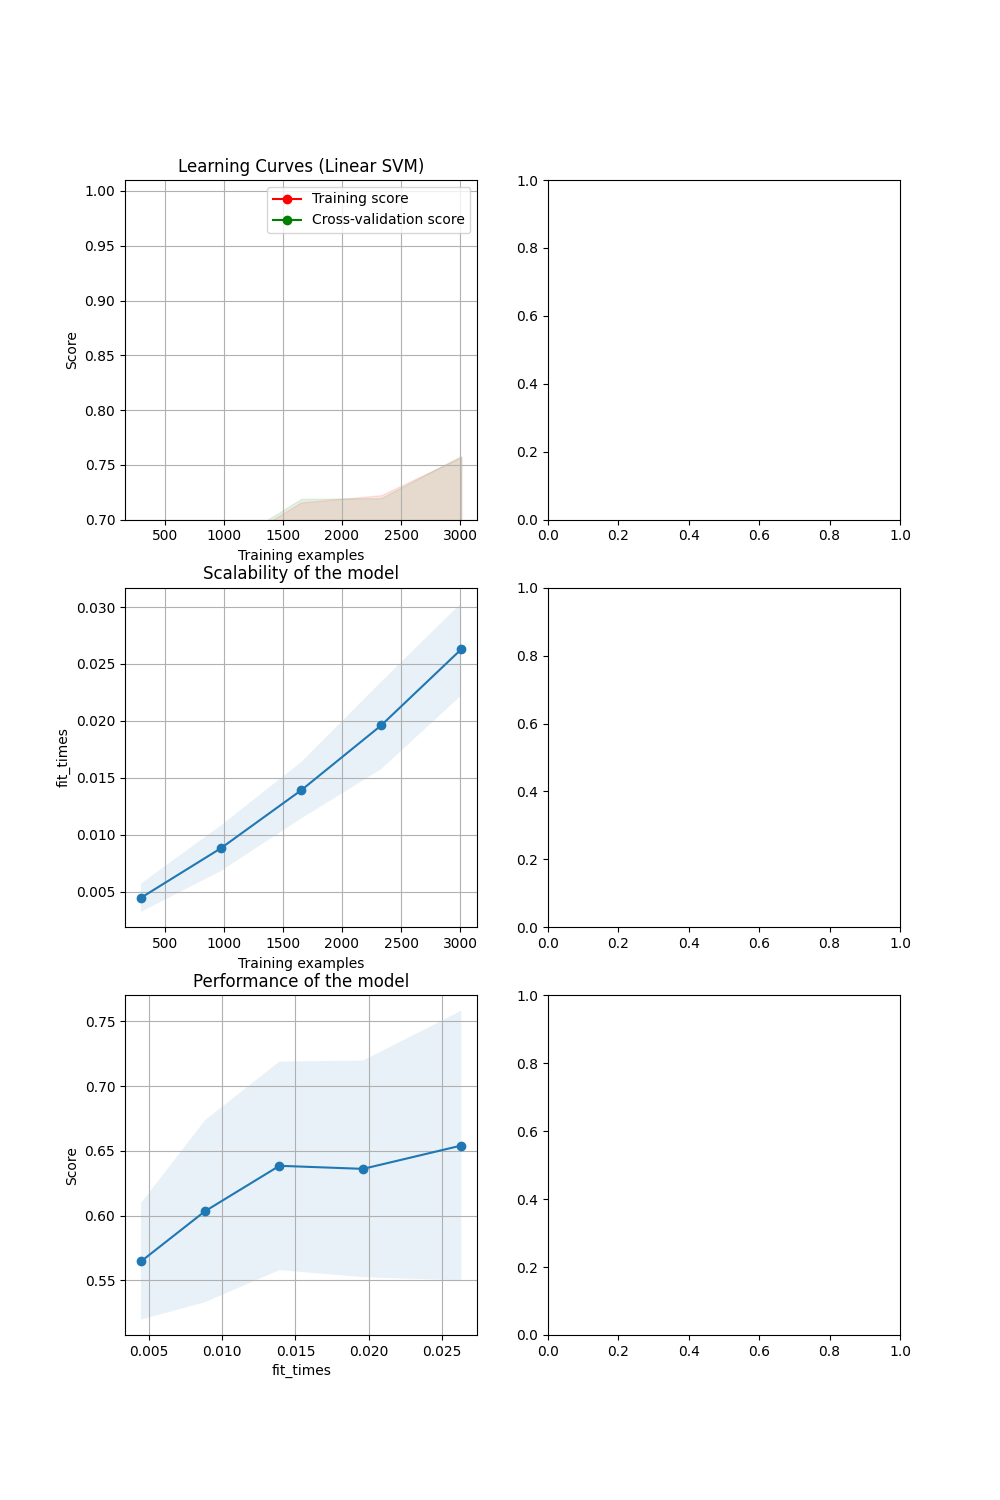 Learning Curves (Linear SVM)
1.00
0.95
0.90
0.85
0.80
0.75
0.70
Score
Training score
Cross-validation score
500 1000 1500 2000 2500 3000
Training examples
1.0
0.8
0.6
0.4
0.2
0.0
0.0 0.2 0.4 0.6 0.8 1.0
Scalability of the model
0.030
0.025
0.020
0.015
0.010
0.005
fit_times
500 1000 1500 2000 2500 3000
Training examples
1.0
0.8
0.6
0.4
0.2
0.0
0.0 0.2 0.4 0.6 0.8 1.0
Performance of the model
0.75
0.70
0.65
0.60
0.55
Score
0.005 0.010 0.015 0.020 0.025
fit_times
1.0
0.8
0.6
0.4
0.2
0.0
0.0 0.2 0.4 0.6 0.8 1.0